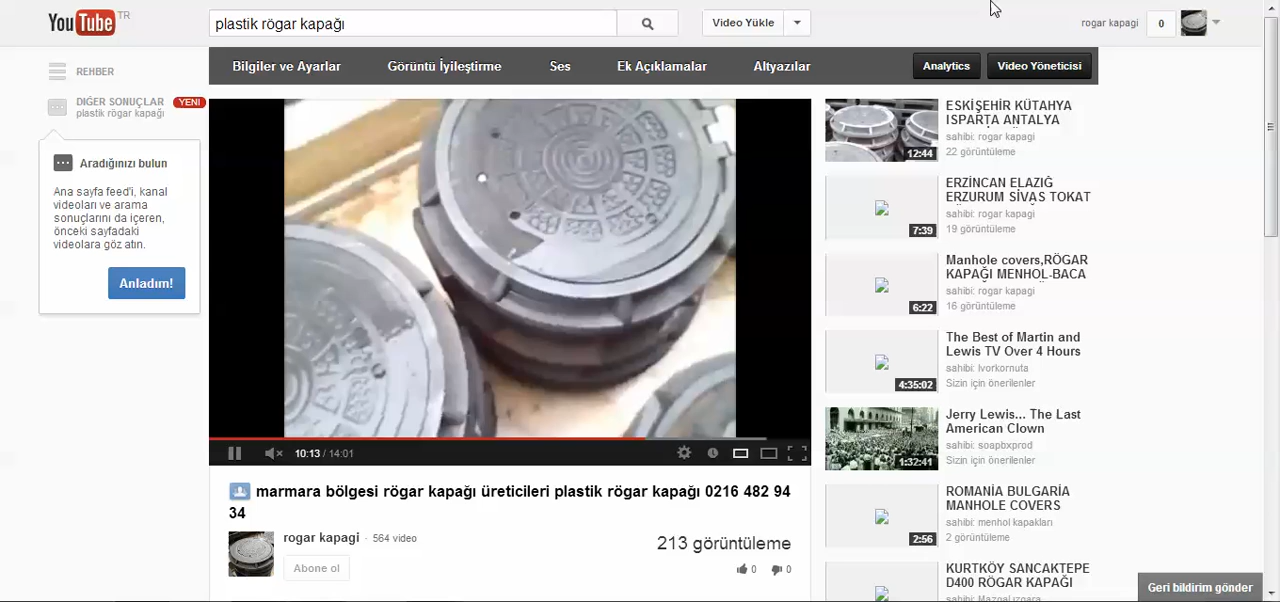 YouTube TR
plastik rögar kapağı
Video Yükle
rogar kapagi
0
REHBER
DİĞER SONUÇLAR YENİ
plastik rögar kapağı
Aradığınızı bulun
Ana sayfa feed'i, kanal
videoları ve arama
sonuçlarını da içeren,
önceki sayfadaki
videolara göz atın.
Anladım!
Bilgiler ve Ayarlar
Görüntü İyileştirme
Ses
Ek Açıklamalar
Altyazılar
Analytics
Video Yöneticisi
10:13 / 14:01
marmara bölgesi rögar kapağı üreticileri plastik rögar kapağı 0216 482 94
34
rogar kapagi · 564 video
Abone ol
213 görüntüleme
0
0
ESKİŞEHİR KÜTAHYA
ISPARTA ANTALYA
sahibi: rogar kapagi
22 görüntüleme
12:44
ERZİNCAN ELAZIĞ
ERZURUM SİVAS TOKAT
sahibi: rogar kapagi
19 görüntüleme
7:39
Manhole covers,RÖGAR
KAPAĞI MENHOL-BACA
sahibi: rogar kapagi
16 görüntüleme
6:22
The Best of Martin and
Lewis TV Over 4 Hours
sahibi: Ivorkornuta
Sizin için önerilenler
4:35:02
Jerry Lewis... The Last
American Clown
sahibi: soapbxprod
Sizin için önerilenler
1:32:41
ROMANİA BULGARİA
MANHOLE COVERS
sahibi: menhol kapakları
2 görüntüleme
2:56
KURTKÖY SANCAKTEPE
D400 RÖGAR KAPAĞI
sahibi: Mazgal ızgara
Geri bildirim gönder